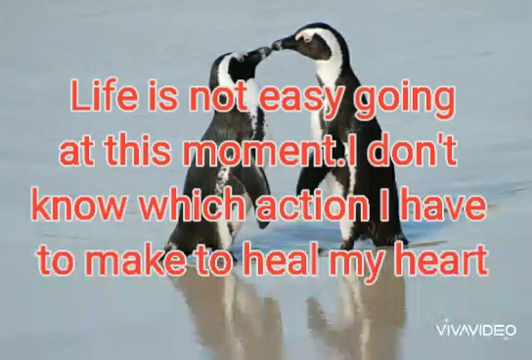 Life is not easy going
at this moment.I don't
know which action I have
to make to heal my heart
VIVAVIDEO